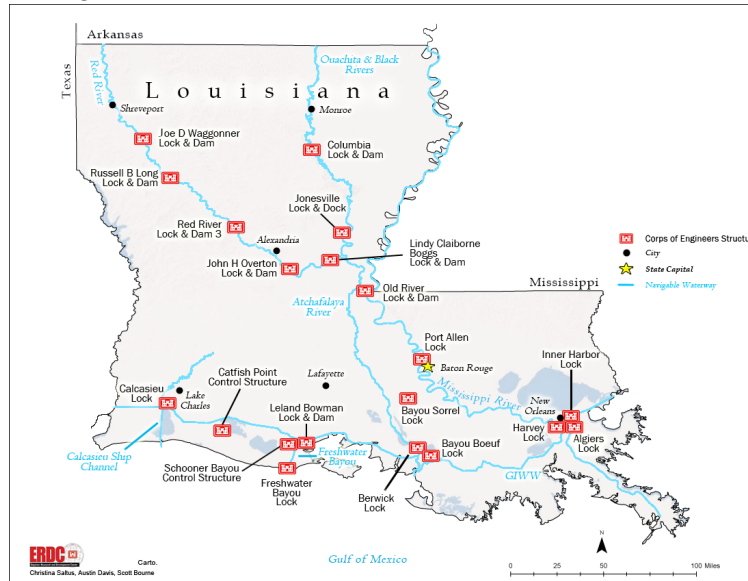 Arkansas
Texas
Red River
Ouachita & Black
Rivers
Louisiana
Shreveport
Monroe
Joe D Waggonner
Lock & Dam
Columbia
Lock & Dam
Russell B Long
Lock & Dam
Jonesville
Lock & Dock
Red River
Lock & Dam 3
Alexandria
Lindy Claiborne
Boggs
Lock & Dam
John H Overton
Lock & Dam
Corps of Engineers Structu
City
State Capital
Navigable Waterway
Mississippi
Old River
Lock & Dam
Atchafalaya
River
Port Allen
Lock
Baton Rouge
Inner Harbor
Lock
Mississippi River
Catfish Point
Control Structure
Lafayette
Calcasieu
Lock
Lake
Charles
Leland Bowman
Lock & Dam
Bayou Sorrel
Lock
New
Orleans
Harvey
Lock
Algiers
Lock
Bayou Boeuf
Lock
Calcasieu Ship
Channel
Schooner Bayou
Control Structure
Freshwater
Bayou
GIWW
Freshwater
Bayou
Lock
Berwick
Lock
N
Gulf of Mexico
ERDC
Carto.
Christina Saltus, Austin Davis, Scott Bourne
0 25 50 100 Miles